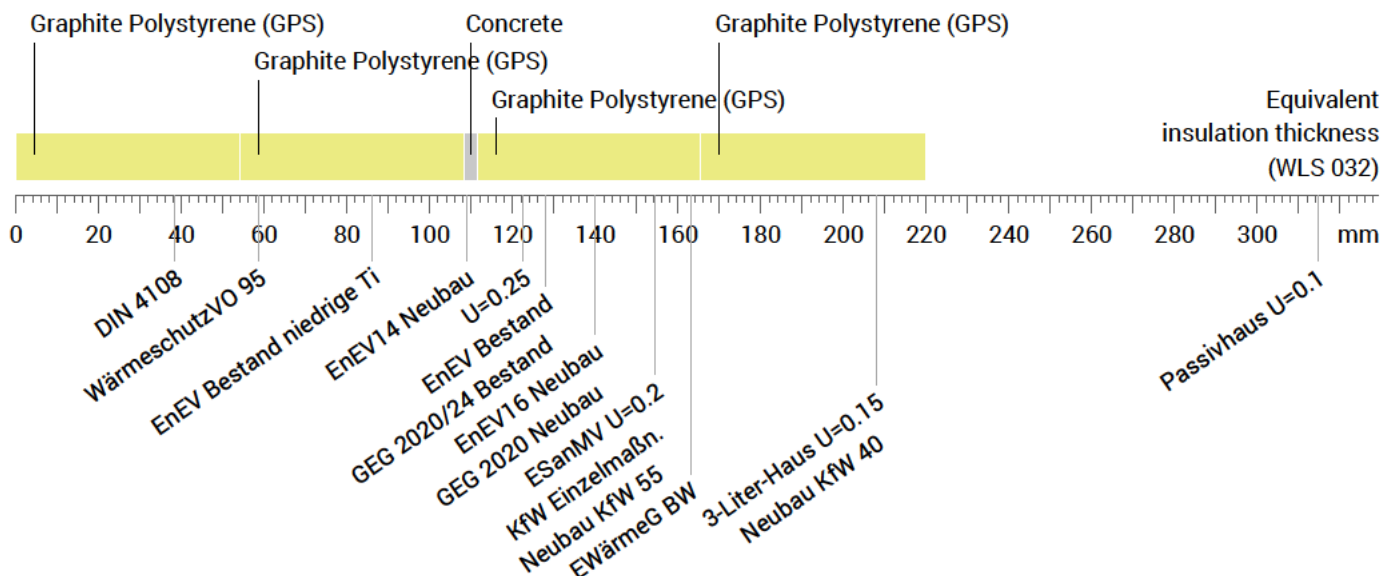 Graphite Polystyrene (GPS)
Concrete
Graphite Polystyrene (GPS)
Graphite Polystyrene (GPS)
Graphite Polystyrene (GPS)
Equivalent
insulation thickness
(WLS 032)
0 20 40 60 80 100 120 140 160 180 200 220 240 260 280 300 mm
DIN 4108
WärmeschutzVO 95
EnEV Bestand niedrige Ti
EnEV14 Neubau
U=0.25
EnEV Bestand
GEG 2020/24 Bestand
EnEV16 Neubau
GEG 2020 Neubau
ESanMV U=0.2
KfW Einzelmaßn.
Neubau KfW 55
EWärmeG BW
3-Liter-Haus U=0.15
Neubau KfW 40
Passivhaus U=0.1